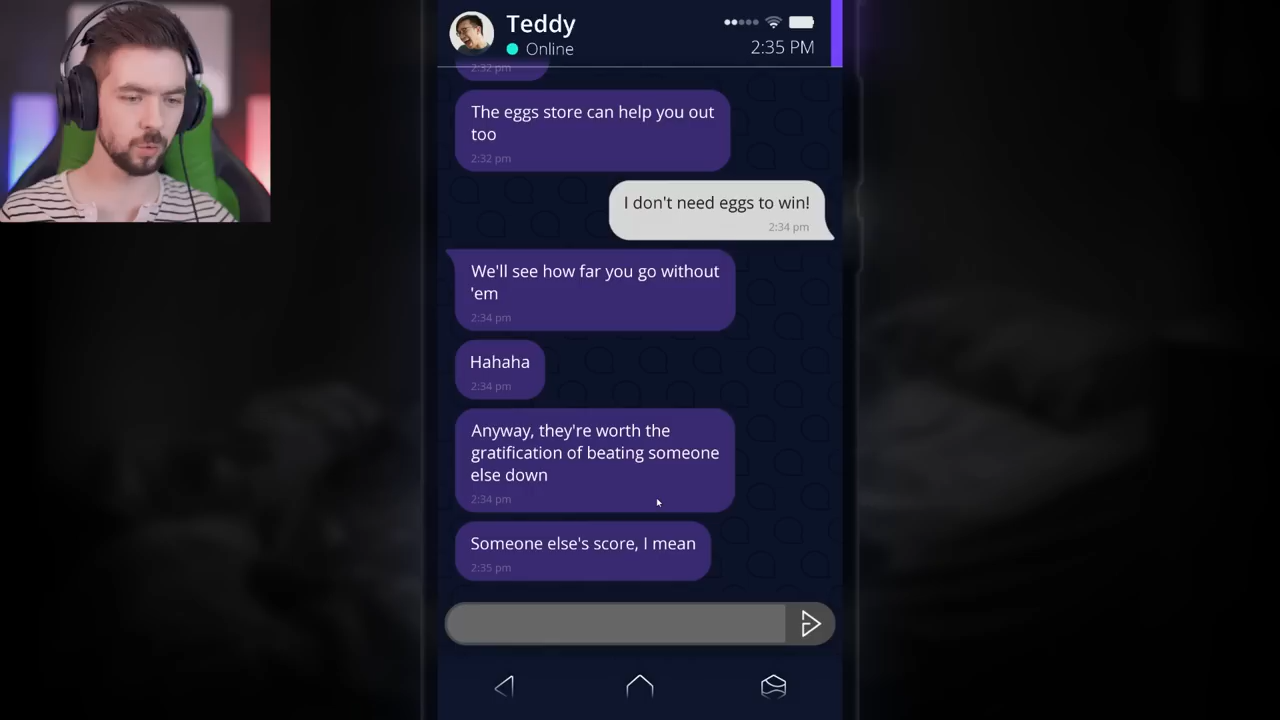 Teddy
Online
2:35 PM
2:32 pm
The eggs store can help you out
too
2:32 pm
I don't need eggs to win!
2:34 pm
We'll see how far you go without
'em
2:34 pm
Hahaha
2:34 pm
Anyway, they're worth the
gratification of beating someone
else down
2:34 pm
Someone else's score, I mean
2:35 pm